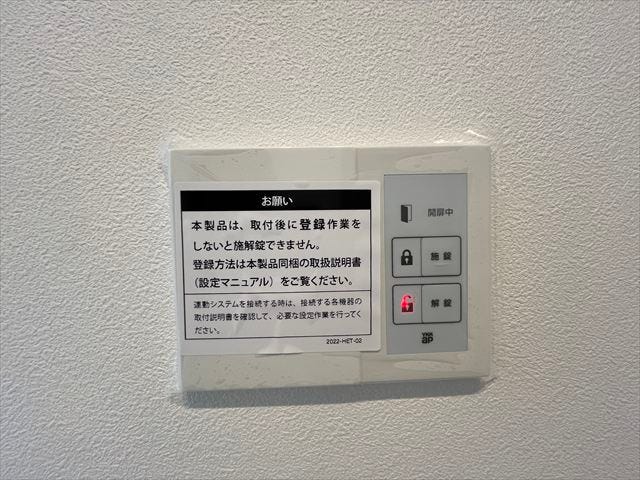 お願い
本製品は、取付後に登録作業を
しないと施解錠できません。
登録方法は本製品同梱の取扱説明書
(設定マニュアル)をご覧ください。
連動システムを接続する時は、接続する各機器の
取付説明書を確認して、必要な設定作業を行ってく
ださい。
2022-HET-02
開扉中
施錠
解錠
YKK
ap